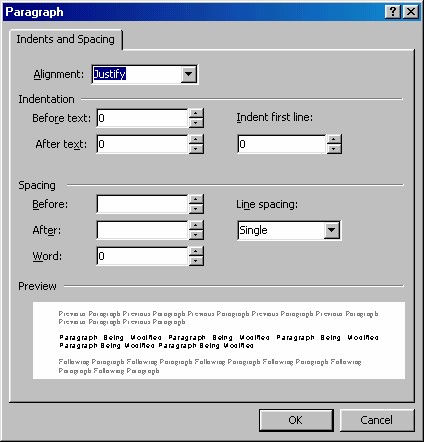 Paragraph
Indents and Spacing
Alignment: Justify
Indentation
Before text: 0 Indent first line:
After text: 0 0
Spacing
Before: Line spacing:
After: Single
Word: 0
Preview
Previous Paragraph Previous Paragraph Previous Paragraph Previous Paragraph Previous Paragraph
Previous Paragraph Previous Paragraph
Paragraph Being Modified Paragraph Being Modified Paragraph Being Modified
Paragraph Being Modified Paragraph Being Modified
Following Paragraph Following Paragraph Following Paragraph Following Paragraph Following
Paragraph Following Paragraph
OK Cancel